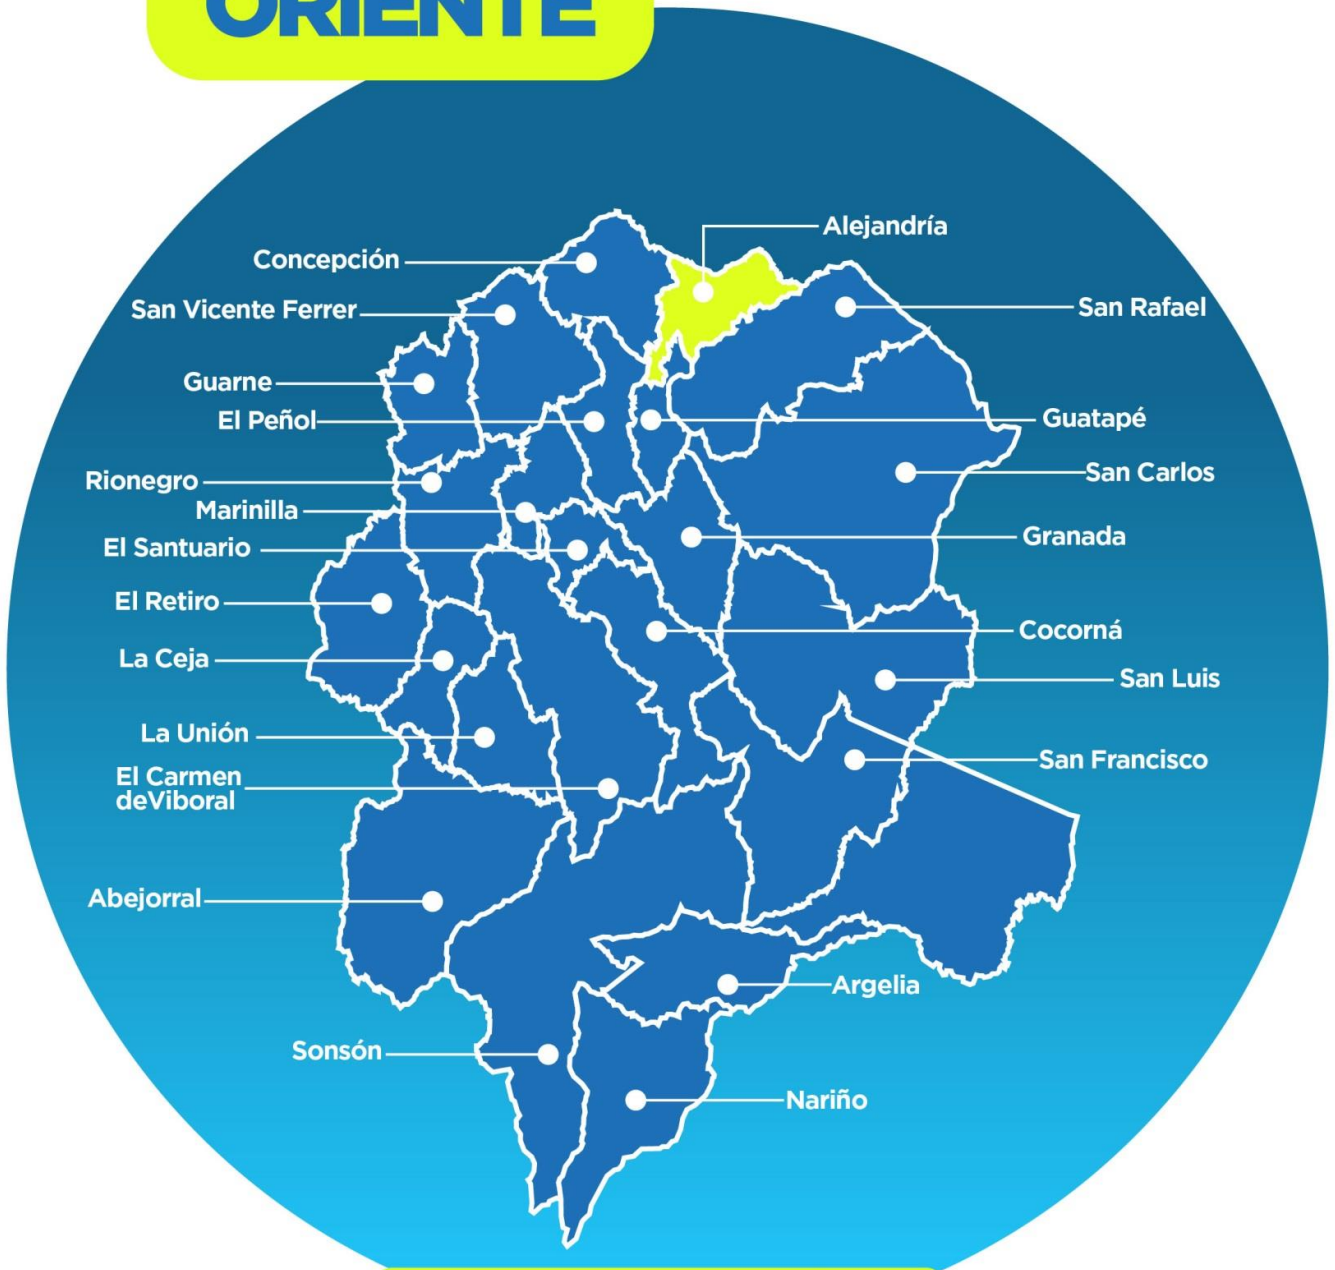 ORIENTE
Alejandría
Concepción
San Rafael
San Vicente Ferrer
Guarne
El Peñol
Guatapé
San Carlos
Rionegro
Marinilla
Granada
El Santuario
El Retiro
Cocorná
La Ceja
San Luis
La Unión
San Francisco
El Carmen
deViboral
Abejorral
Argelia
Sonsón
Nariño